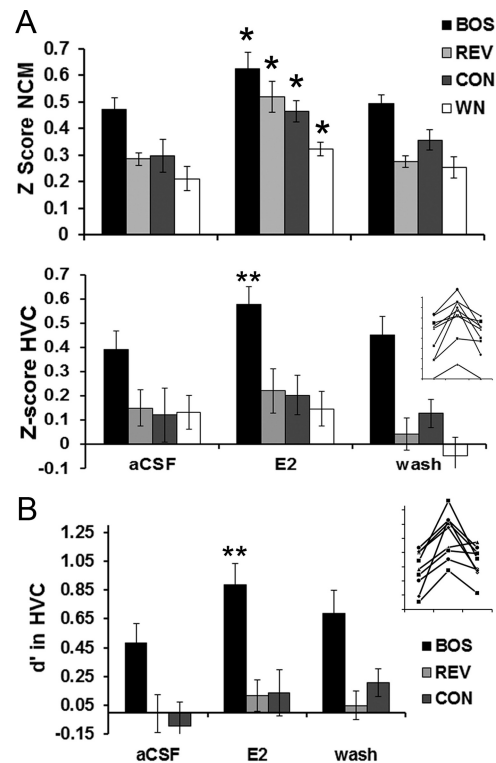 A
BOS
REV
CON
WN
Z Score NCM
0.7
0.6
0.5
0.4
0.3
0.2
0.1
0
*
*
*
*
Z-score HVC
0.7
0.6
0.5
0.4
0.3
0.2
0.1
0
-0.1
**
aCSF E2 wash
B
d' in HVC
1.25
1.05
0.85
0.65
0.45
0.25
0.05
-0.15
**
BOS
REV
CON
aCSF E2 wash